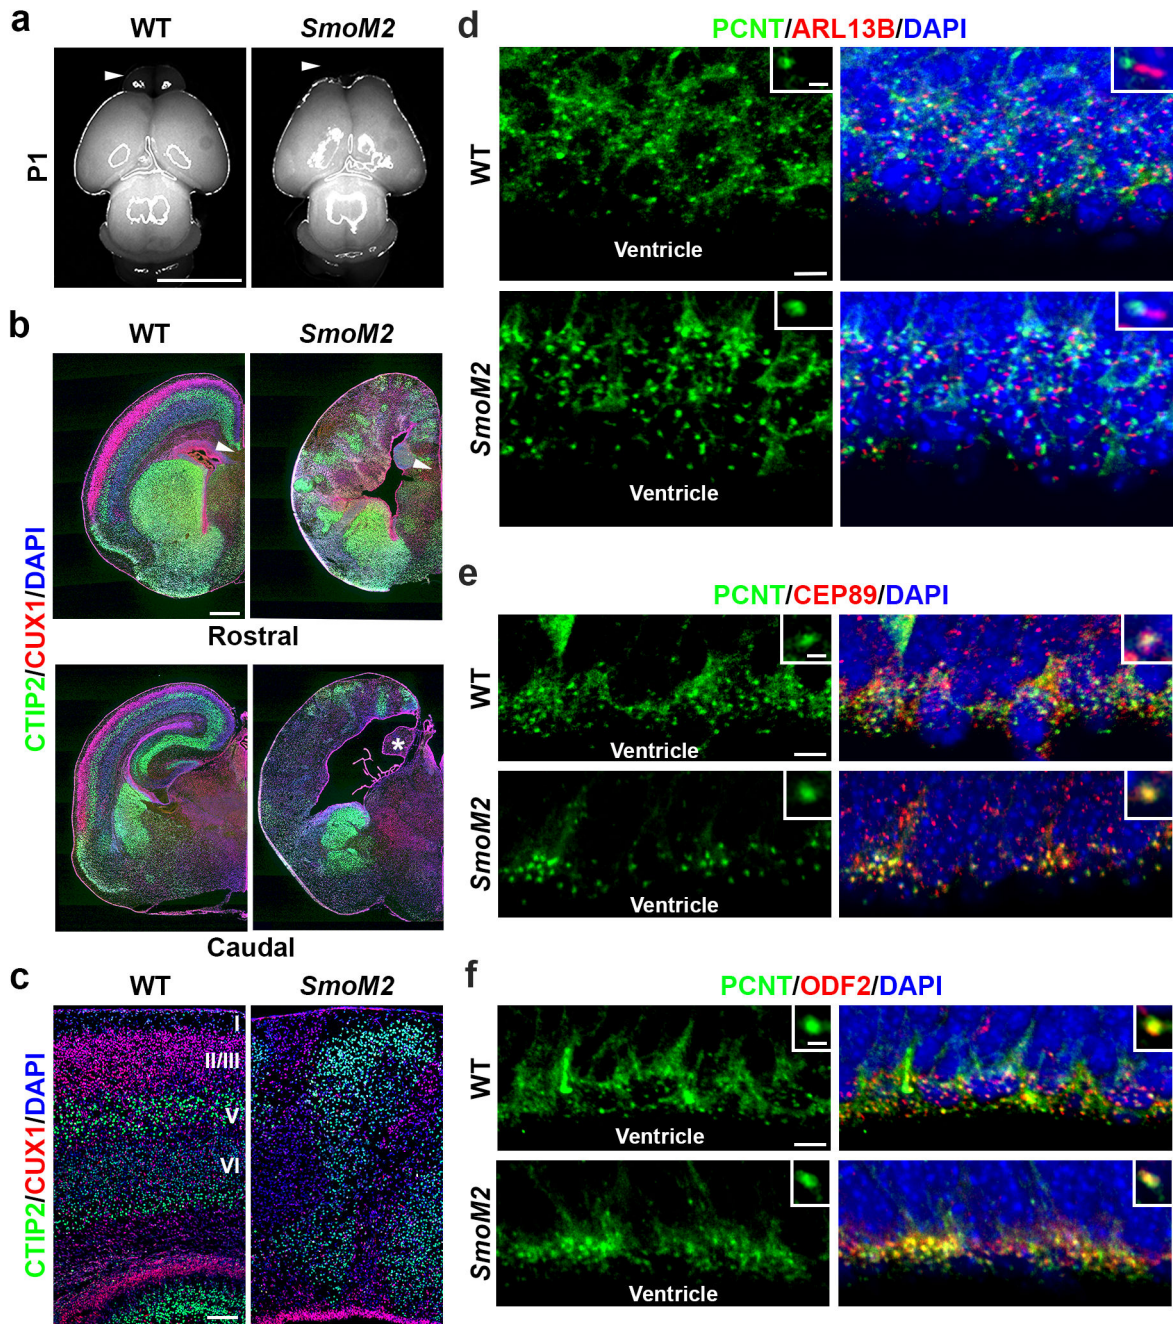 a
WT
SmoM2
P1
b
WT
SmoM2
CTIP2/CUX1/DAPI
Rostral
*
Caudal
c
WT
SmoM2
CTIP2/CUX1/DAPI
I
II/III
V
VI
d
PCNT/ARL13B/DAPI
WT
Ventricle
SmoM2
Ventricle
e
PCNT/CEP89/DAPI
WT
Ventricle
SmoM2
Ventricle
f
PCNT/ODF2/DAPI
WT
Ventricle
SmoM2
Ventricle